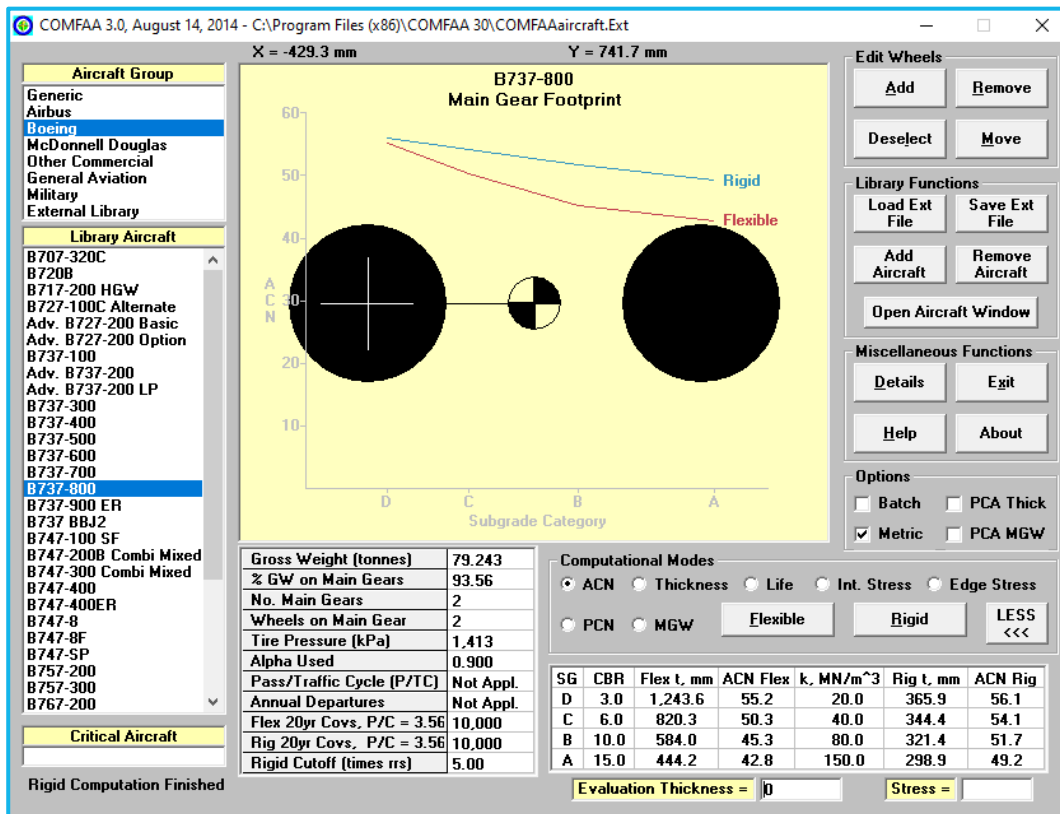 COMFAA 3.0, August 14, 2014 - C:\Program Files (x86)\COMFAA 30\COMFAAaircraft.Ext
X = -429.3 mm Y = 741.7 mm
Aircraft Group
Generic
Airbus
Boeing
McDonnell Douglas
Other Commercial
General Aviation
Military
External Library
Library Aircraft
B707-320C
B720B
B717-200 HGW
B727-100C Alternate
Adv. B727-200 Basic
Adv. B727-200 Option
B737-100
Adv. B737-200
Adv. B737-200 LP
B737-300
B737-400
B737-500
B737-600
B737-700
B737-800
B737-900 ER
B737 BBJ2
B747-100 SF
B747-200B Combi Mixed
B747-300 Combi Mixed
B747-400
B747-400ER
B747-8
B747-8F
B747-SP
B757-200
B757-300
B767-200
Critical Aircraft
Rigid Computation Finished
B737-800
Main Gear Footprint
60
50
40
30
20
10
A
C
N
Rigid
Flexible
D C B A
Subgrade Category
Edit Wheels
Add Remove
Deselect Move
Library Functions
Load Ext File Save Ext File
Add Aircraft Remove Aircraft
Open Aircraft Window
Miscellaneous Functions
Details Exit
Help About
Options
Batch PCA Thick
Metric PCA MGW
Gross Weight (tonnes) 79.243
% GW on Main Gears 93.56
No. Main Gears 2
Wheels on Main Gear 2
Tire Pressure (kPa) 1,413
Alpha Used 0.900
Pass/Traffic Cycle (P/TC) Not Appl.
Annual Departures Not Appl.
Flex 20yr Covs, P/C = 3.56 10,000
Rig 20yr Covs, P/C = 3.56 10,000
Rigid Cutoff (times rrs) 5.00
Computational Modes
ACN Thickness Life Int. Stress Edge Stress
PCN MGW Flexible Rigid LESS <<<
SG CBR Flex t, mm ACN Flex k, MN/m^3 Rig t, mm ACN Rig
D 3.0 1,243.6 55.2 20.0 365.9 56.1
C 6.0 820.3 50.3 40.0 344.4 54.1
B 10.0 584.0 45.3 80.0 321.4 51.7
A 15.0 444.2 42.8 150.0 298.9 49.2
Evaluation Thickness = 0 Stress =